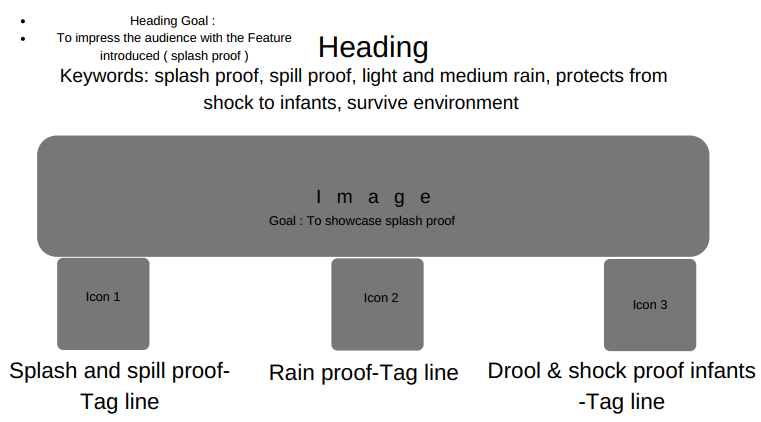 Heading Goal :
To impress the audience with the Feature
introduced ( splash proof )
Heading
Keywords: splash proof, spill proof, light and medium rain, protects from
shock to infants, survive environment
I m a g e
Goal : To showcase splash proof
Icon 1
Icon 2
Icon 3
Splash and spill proof-
Tag line
Rain proof-Tag line
Drool & shock proof infants
-Tag line